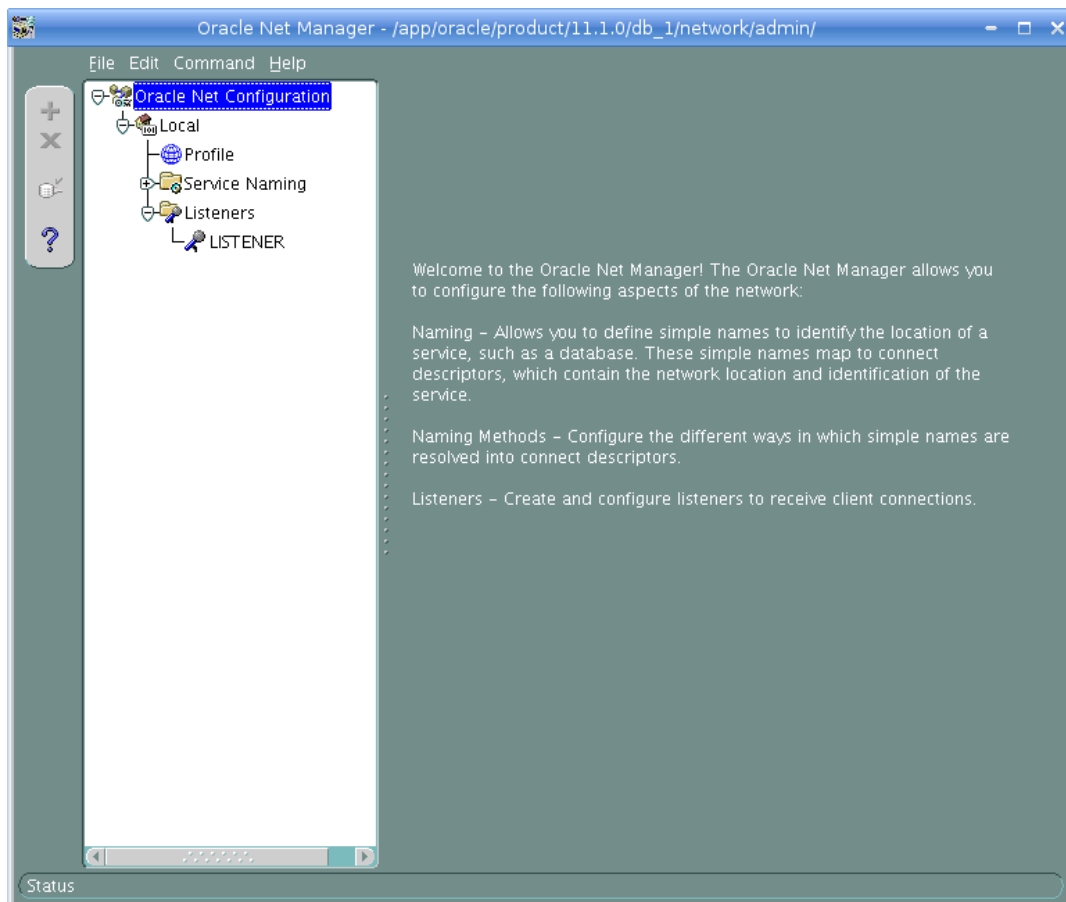 Oracle Net Manager - /app/oracle/product/11.1.0/db_1/network/admin/
File Edit Command Help
Oracle Net Configuration
Local
Profile
Service Naming
Listeners
LISTENER
Welcome to the Oracle Net Manager! The Oracle Net Manager allows you
to configure the following aspects of the network:
Naming – Allows you to define simple names to identify the location of a
service, such as a database. These simple names map to connect
descriptors, which contain the network location and identification of the
service.
Naming Methods – Configure the different ways in which simple names are
resolved into connect descriptors.
Listeners – Create and configure listeners to receive client connections.
Status